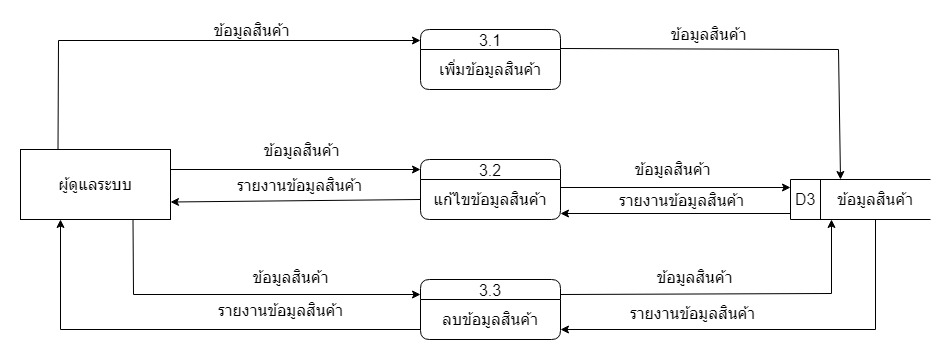 ข้อมูลสินค้า
3.1
เพิ่มข้อมูลสินค้า
ข้อมูลสินค้า
ผู้ดูแลระบบ
ข้อมูลสินค้า
รายงานข้อมูลสินค้า
3.2
แก้ไขข้อมูลสินค้า
ข้อมูลสินค้า
รายงานข้อมูลสินค้า
D3
ข้อมูลสินค้า
ข้อมูลสินค้า
รายงานข้อมูลสินค้า
3.3
ลบข้อมูลสินค้า
ข้อมูลสินค้า
รายงานข้อมูลสินค้า